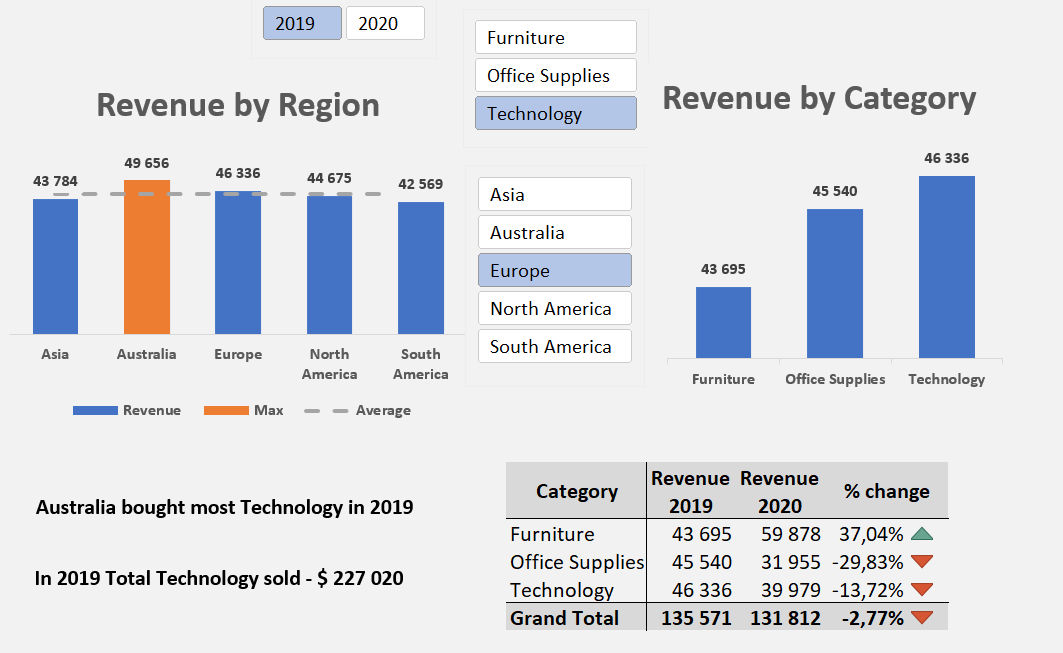 2019 2020
Furniture
Office Supplies
Technology
Revenue by Region
43 784 49 656 46 336 44 675 42 569
Asia Australia Europe North America South America
Revenue Max Average
Asia
Australia
Europe
North America
South America
Revenue by Category
43 695 45 540 46 336
Furniture Office Supplies Technology
Australia bought most Technology in 2019
In 2019 Total Technology sold - $ 227 020
Category Revenue 2019 Revenue 2020 % change
Furniture 43 695 59 878 37,04%
Office Supplies 45 540 31 955 -29,83%
Technology 46 336 39 979 -13,72%
Grand Total 135 571 131 812 -2,77%